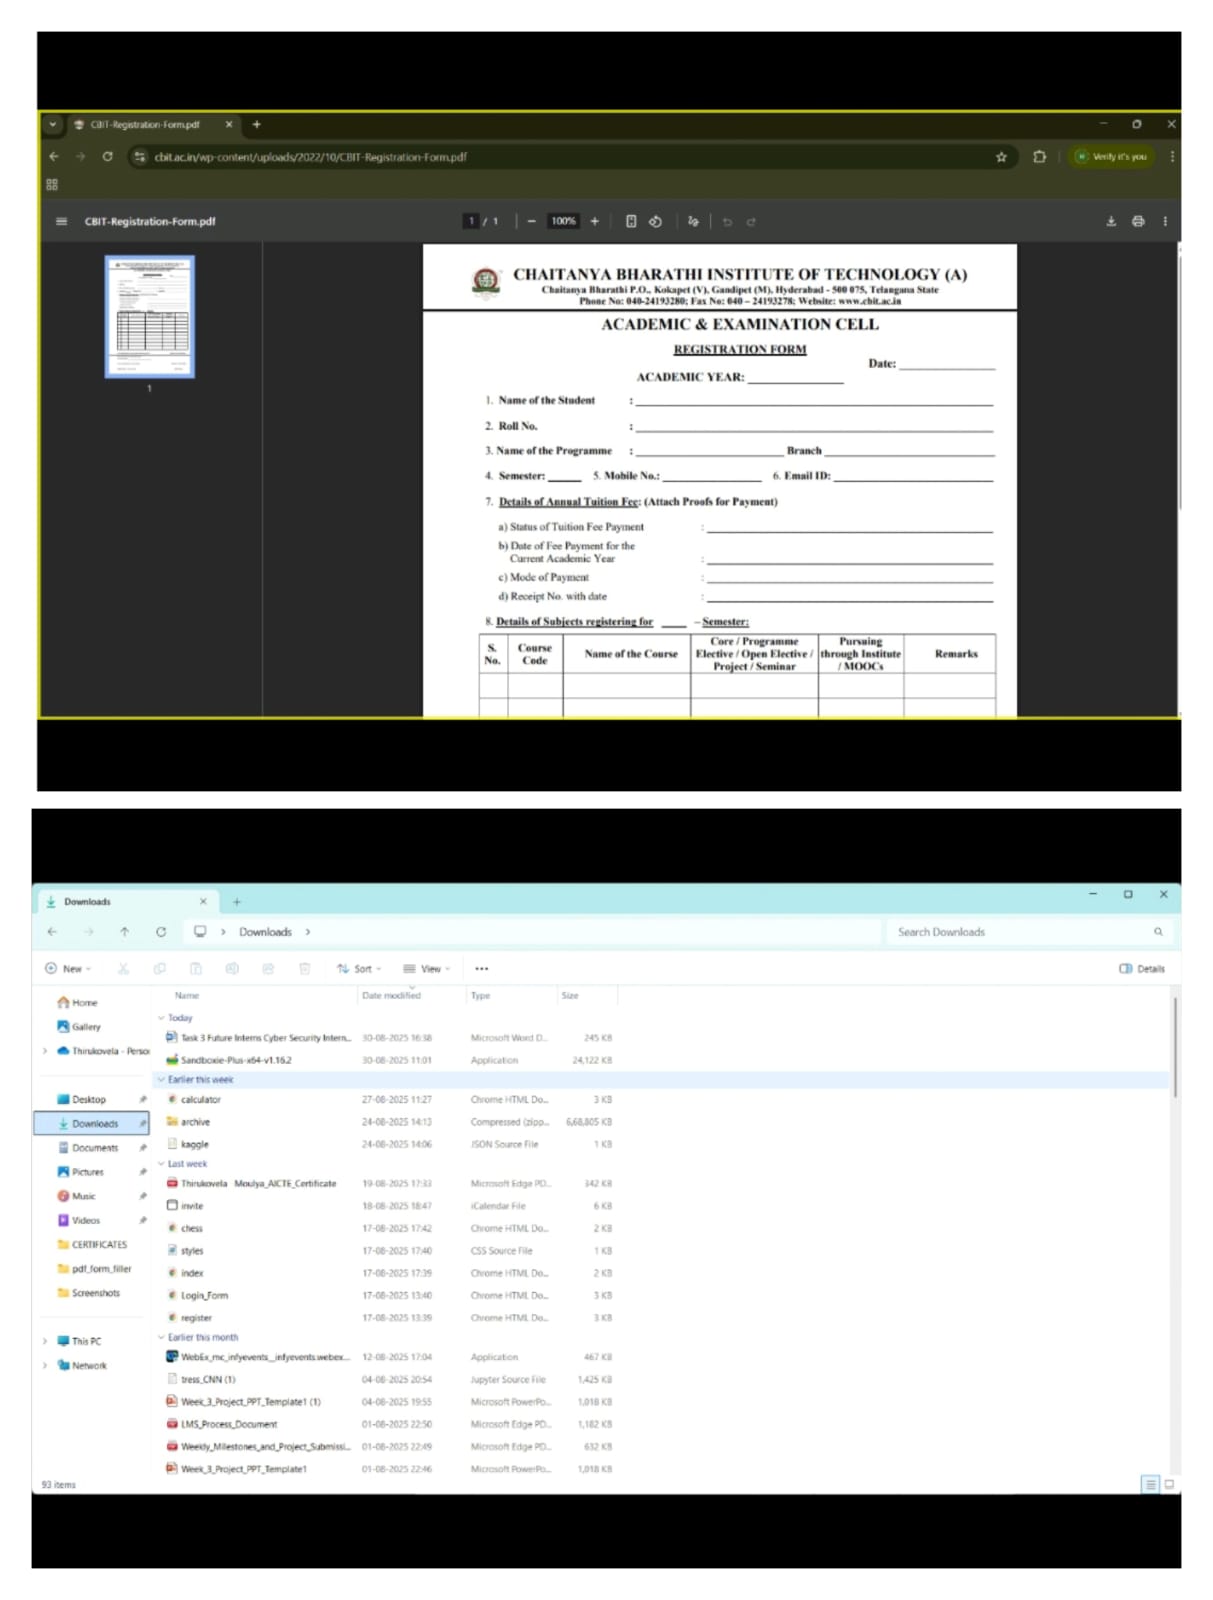 CBIT-Registration-Form.pdf
cbit.ac.in/wp-content/uploads/2022/10/CBIT-Registration-Form.pdf
Verify it's you
CBIT-Registration-Form.pdf
1 / 1
100%
1
CHAITANYA BHARATHI INSTITUTE OF TECHNOLOGY (A)
Chaitanya Bharathi P.O., Kokapet (V), Gandipet (M), Hyderabad - 500 075, Telangana State
Phone No: 040-24193280; Fax No: 040 – 24193278; Website: www.cbit.ac.in
ACADEMIC & EXAMINATION CELL
REGISTRATION FORM
Date:
ACADEMIC YEAR:
1. Name of the Student :
2. Roll No. :
3. Name of the Programme : Branch
4. Semester: 5. Mobile No.: 6. Email ID:
7. Details of Annual Tuition Fee: (Attach Proofs for Payment)
a) Status of Tuition Fee Payment :
b) Date of Fee Payment for the
Current Academic Year :
c) Mode of Payment :
d) Receipt No. with date :
8. Details of Subjects registering for – Semester:
S. No. Course Code Name of the Course Core / Programme Elective / Open Elective / Project / Seminar Pursuing through Institute / MOOCs Remarks
Downloads
Downloads
Search Downloads
New Sort View Details
Name Date modified Type Size
Home
Gallery
Thirukovela - Perso
Desktop
Downloads
Documents
Pictures
Music
Videos
CERTIFICATES
pdf_form_filler
Screenshots
This PC
Network
Today
Task 3 Future Interns Cyber Security Intern... 30-08-2025 16:38 Microsoft Word D... 245 KB
Sandboxie-Plus-x64-v1.16.2 30-08-2025 11:01 Application 24,122 KB
Earlier this week
calculator 27-08-2025 11:27 Chrome HTML Do... 3 KB
archive 24-08-2025 14:13 Compressed (zipp... 6,68,805 KB
kaggle 24-08-2025 14:06 JSON Source File 1 KB
Last week
Thirukovela Moulya_AICTE_Certificate 19-08-2025 17:33 Microsoft Edge PD... 342 KB
invite 18-08-2025 18:47 iCalendar File 6 KB
chess 17-08-2025 17:42 Chrome HTML Do... 2 KB
styles 17-08-2025 17:40 CSS Source File 1 KB
index 17-08-2025 17:39 Chrome HTML Do... 2 KB
Login_Form 17-08-2025 13:40 Chrome HTML Do... 3 KB
register 17-08-2025 13:39 Chrome HTML Do... 3 KB
Earlier this month
WebEx_mc_infyevents__infyevents.webex... 12-08-2025 17:04 Application 467 KB
tress_CNN (1) 04-08-2025 20:54 Jupyter Source File 1,425 KB
Week_3_Project_PPT_Template1 (1) 04-08-2025 19:55 Microsoft PowerPo... 1,018 KB
LMS_Process_Document 01-08-2025 22:50 Microsoft Edge PD... 1,182 KB
Weekly_Milestones_and_Project_Submissi... 01-08-2025 22:49 Microsoft Edge PD... 632 KB
Week_3_Project_PPT_Template1 01-08-2025 22:46 Microsoft PowerPo... 1,018 KB
93 items